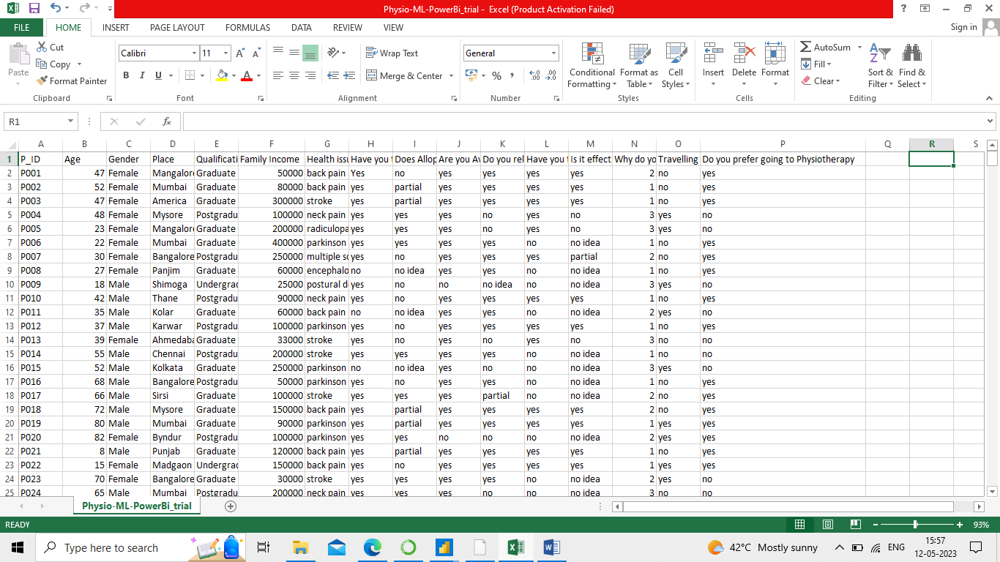 Physio-ML-PowerBi_trial - Excel (Product Activation Failed)
FILE HOME INSERT PAGE LAYOUT FORMULAS DATA REVIEW VIEW Sign in
Cut
Copy
Format Painter
Paste
Clipboard
Calibri 11
B I U
Font
Wrap Text
Merge & Center
Alignment
General
%
Number
Conditional Formatting
Format as Table
Cell Styles
Styles
Insert Delete Format
Cells
AutoSum
Fill
Clear
Sort & Filter
Find & Select
Editing
R1 fx
A B C D E F G H I J K L M N O P Q R S
1 P_ID Age Gender Place Qualificati Family Income Health issu Have you t Does Allop Are you Av Do you rel Have you t Is it effect Why do yo Travelling Do you prefer going to Physiotherapy
2 P001 47 Female Mangalor Graduate 50000 back pain Yes no yes yes yes yes 2 no yes
3 P002 52 Female Mumbai Graduate 80000 back pain yes partial yes yes yes yes 1 no yes
4 P003 47 Female America Graduate 300000 stroke yes partial yes yes yes yes 1 no yes
5 P004 48 Female Mysore Postgradu 100000 neck pain yes yes yes no yes no 3 yes no
6 P005 23 Female Mangalor Graduate 200000 radiculopa yes yes yes no yes no 3 yes no
7 P006 22 Female Mumbai Graduate 400000 parkinson yes yes yes yes no no idea 1 no yes
8 P007 30 Female Bangalore Postgradu 250000 multiple sc yes no yes yes yes partial 2 no yes
9 P008 27 Female Panjim Graduate 60000 encephalo no no idea yes yes no no idea 1 no yes
10 P009 18 Male Shimoga Undergrad 25000 postural d yes no no no idea no no idea 3 yes no
11 P010 42 Male Thane Postgradu 90000 neck pain yes no yes yes yes yes 1 no yes
12 P011 35 Male Kolar Graduate 60000 back pain no no idea yes yes no no idea 2 yes no
13 P012 37 Male Karwar Postgradu 100000 parkinson yes no yes yes yes yes 1 no yes
14 P013 39 Female Ahmedaba Graduate 33000 stroke yes no yes no yes no 3 no no
15 P014 55 Male Chennai Postgradu 200000 stroke yes yes yes yes no no idea 1 no no
16 P015 52 Male Kolkata Graduate 250000 parkinson no no idea yes no no no idea 3 yes no
17 P016 68 Male Bangalore Postgradu 50000 parkinson yes no yes yes no no idea 1 no yes
18 P017 66 Male Sirsi Graduate 100000 stroke yes yes yes partial no no idea 2 no yes
19 P018 72 Male Mysore Graduate 150000 back pain yes partial yes yes yes yes 2 no yes
20 P019 80 Male Mumbai Graduate 90000 parkinson yes partial yes yes yes yes 1 yes yes
21 P020 82 Female Byndur Postgradu 100000 parkinson yes yes no no no no idea 2 yes yes
22 P021 8 Male Punjab Graduate 120000 back pain yes partial yes yes yes yes 1 no yes
23 P022 15 Female Madgaon Undergrad 150000 back pain yes no yes yes yes yes 1 yes yes
24 P023 70 Female Bangalore Graduate 30000 stroke yes yes yes yes no no idea 2 yes no
25 P024 65 Male Mumbai Postgradu 200000 neck pain yes yes yes no no no idea 3 no no
Physio-ML-PowerBi_trial
READY 93%
Type here to search 42°C Mostly sunny ENG 15:57
12-05-2023